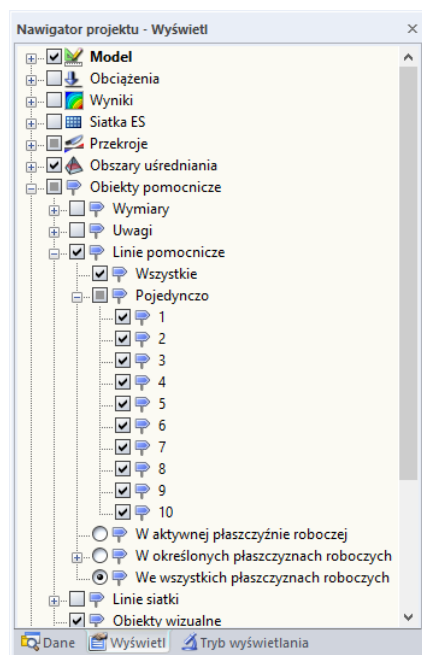 Nawigator projektu - Wyświetl
Model
Obciążenia
Wyniki
Siatka ES
Przekroje
Obszary uśredniania
Obiekty pomocnicze
Wymiary
Uwagi
Linie pomocnicze
Wszystkie
Pojedynczo
1
2
3
4
5
6
7
8
9
10
W aktywnej płaszczyźnie roboczej
W określonych płaszczyznach roboczych
We wszystkich płaszczyznach roboczych
Linie siatki
Obiekty wizualne
Dane Wyświetl Tryb wyświetlania